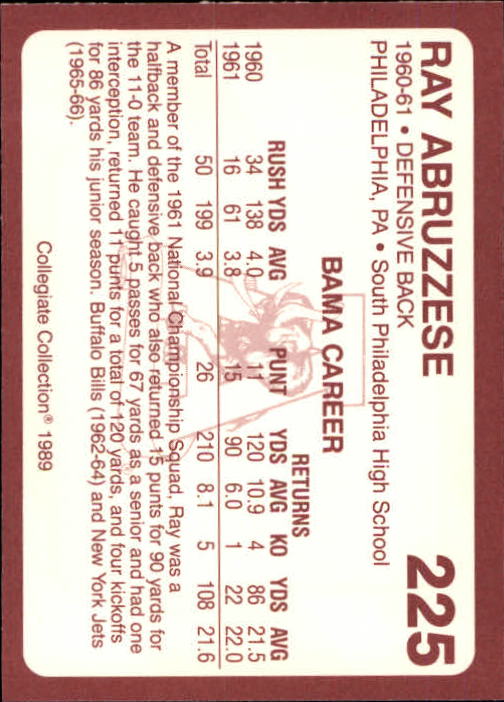 RAY ABRUZZESE 225
1960-61 • DEFENSIVE BACK
PHILADELPHIA, PA • South Philadelphia High School
BAMA CAREER
RETURNS
RUSH YDS AVG PUNT YDS AVG KO YDS AVG
1960 34 138 4.0 11 120 10.9 4 86 21.5
1961 16 61 3.8 15 90 6.0 1 22 22.0
Total 50 199 3.9 26 210 8.1 5 108 21.6
A member of the 1961 National Championship Squad, Ray was a
halfback and defensive back who also returned 15 punts for 90 yards for
the 11-0 team. He caught 5 passes for 67 yards as a senior and had one
interception, returned 11 punts for a total of 120 yards, and four kickoffs
for 86 yards his junior season. Buffalo Bills (1962-64) and New York Jets
(1965-66).
Collegiate Collection® 1989